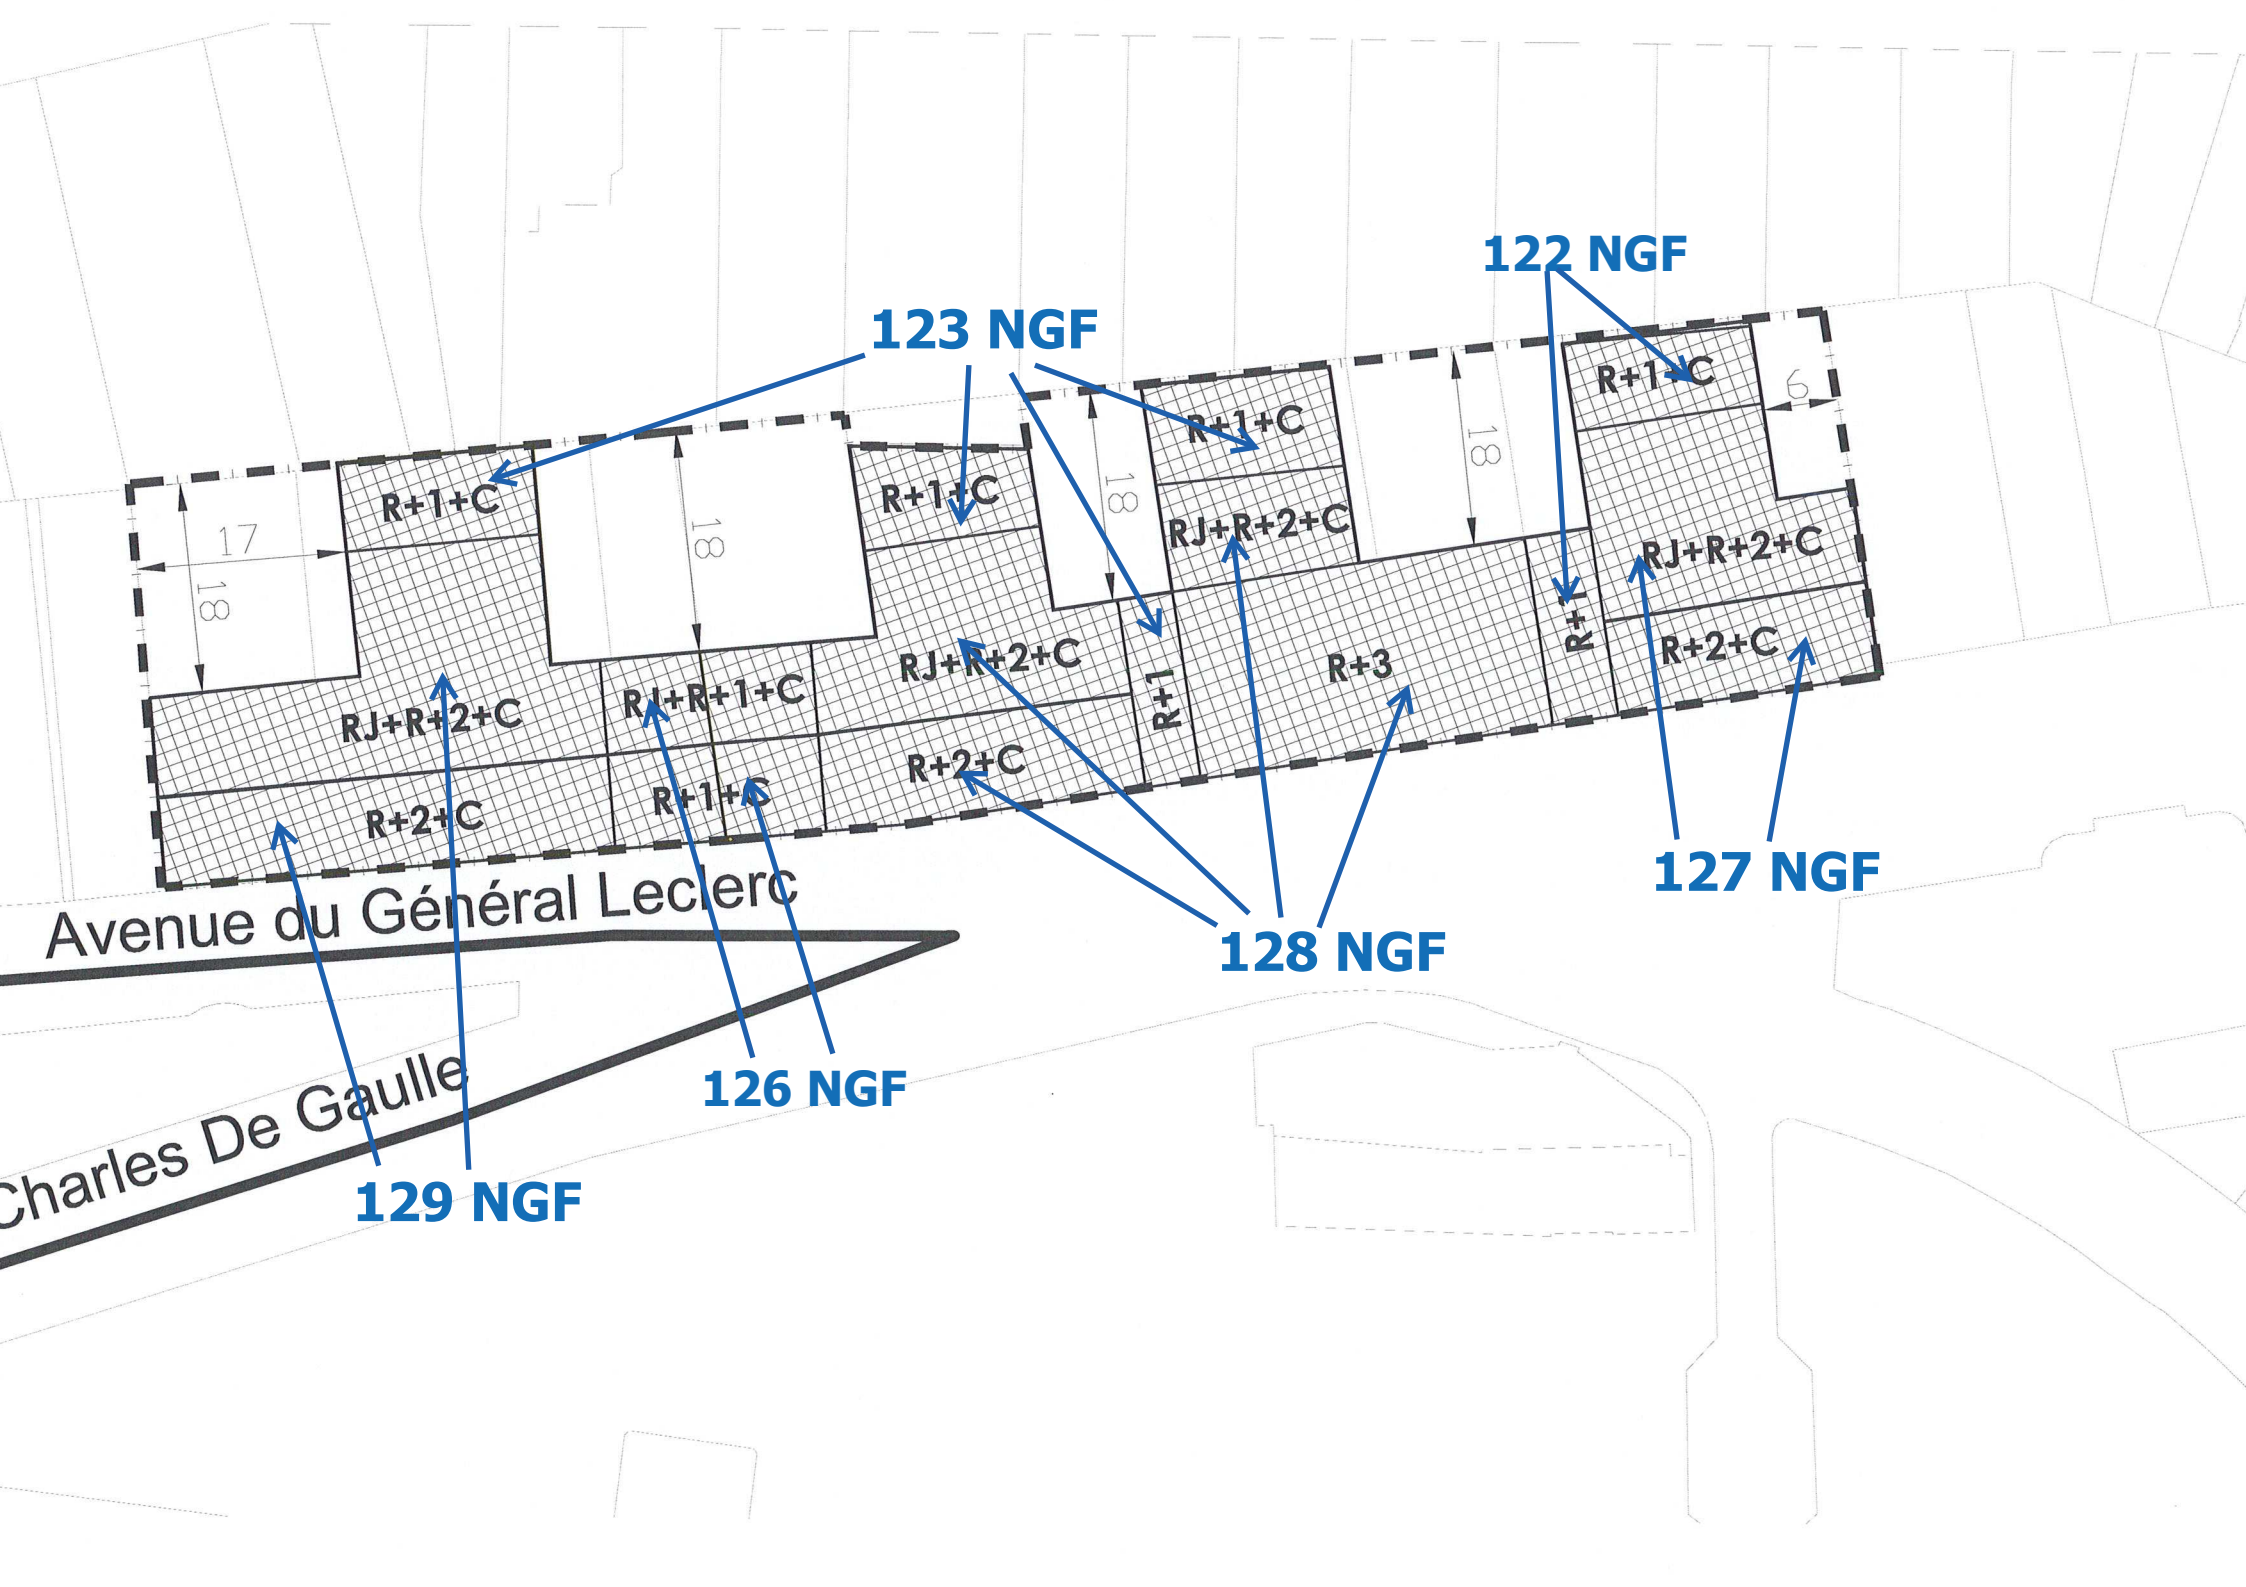 122 NGF
123 NGF
R+1+C
6
R+1+C
18
R+1+C
R+1+C
18
17
18
18
RJ+R+2+C
RJ+R+2+C
R+1
R+2+C
RJ+R+2+C
R+3
RJ+R+1+C
R+1
RJ+R+2+C
R+2+C
R+1+C
R+2+C
127 NGF
Avenue du Général Leclerc
128 NGF
126 NGF
Charles De Gaulle
129 NGF